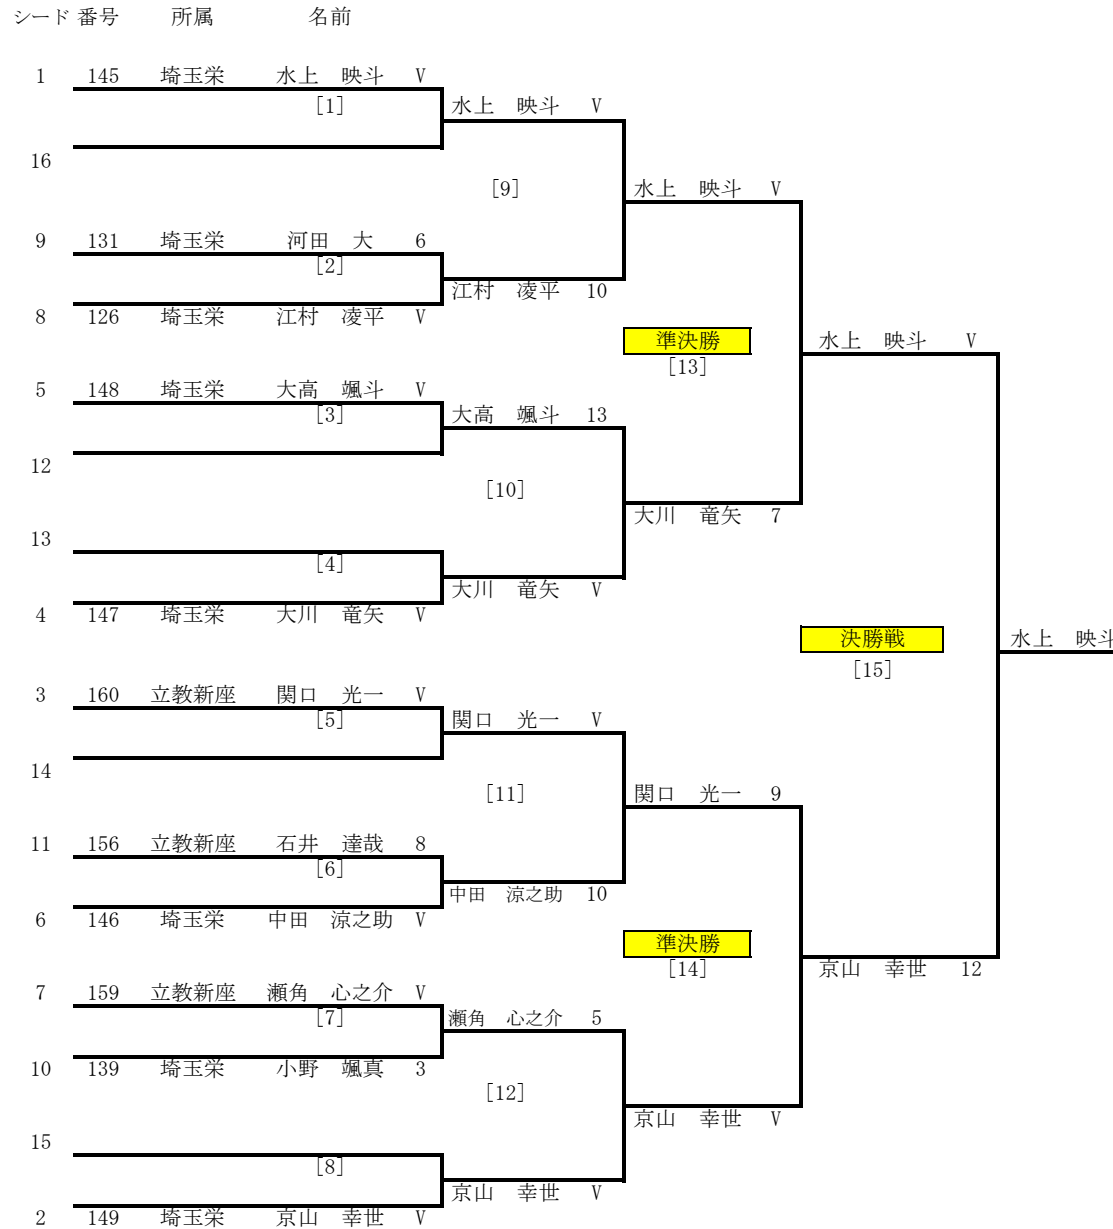 シード 番号 所属 名前
1 145 埼玉栄 水上 映斗 V
[1] 水上 映斗 V
16
[9] 水上 映斗 V
9 131 埼玉栄 河田 大 6
[2]
江村 凌平 10
8 126 埼玉栄 江村 凌平 V
準決勝 水上 映斗 V
[13]
5 148 埼玉栄 大高 颯斗 V
[3] 大高 颯斗 13
12
[10]
大川 竜矢 7
13
[4]
大川 竜矢 V
4 147 埼玉栄 大川 竜矢 V
決勝戦 水上 映斗
[15]
3 160 立教新座 関口 光一 V
[5] 関口 光一 V
14
[11] 関口 光一 9
11 156 立教新座 石井 達哉 8
[6]
中田 涼之助 10
6 146 埼玉栄 中田 涼之助 V
準決勝
[14] 京山 幸世 12
7 159 立教新座 瀬角 心之介 V
[7] 瀬角 心之介 5
10 139 埼玉栄 小野 颯真 3
[12]
京山 幸世 V
15
[8]
京山 幸世 V
2 149 埼玉栄 京山 幸世 V